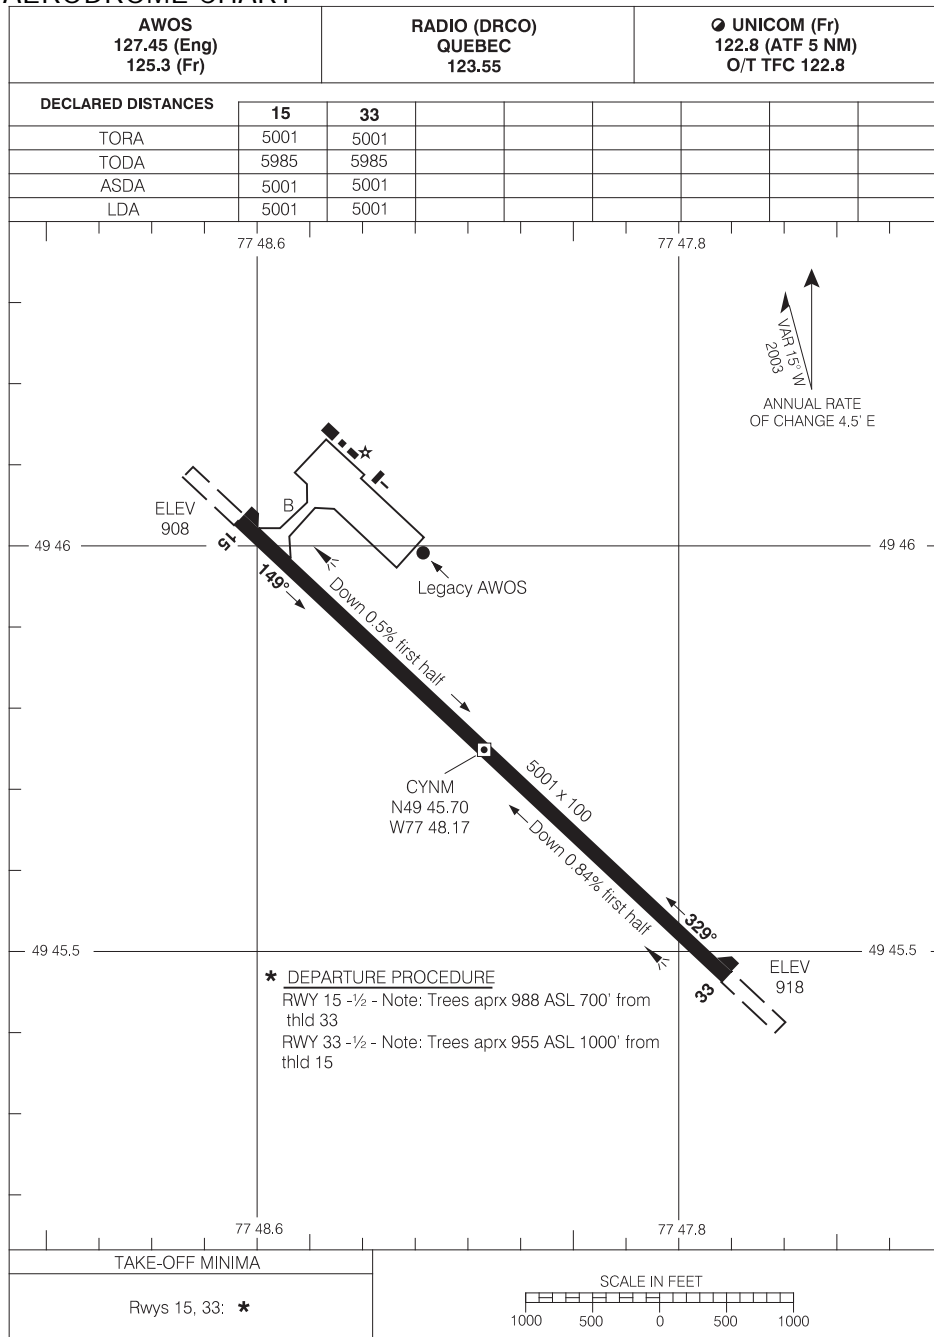 AERODROME CHART
AWOS
127.45 (Eng)
125.3 (Fr)
RADIO (DRCO)
QUEBEC
123.55
UNICOM (Fr)
122.8 (ATF 5 NM)
O/T TFC 122.8
DECLARED DISTANCES 15 33
TORA 5001 5001
TODA 5985 5985
ASDA 5001 5001
LDA 5001 5001
77 48.6 77 47.8
VAR 15° W
2003
ANNUAL RATE
OF CHANGE 4.5' E
B
ELEV
908
15
49 46 49 46
149°
Legacy AWOS
Down 0.5% first half
CYNM
N49 45.70
W77 48.17
5001 x 100
Down 0.84% first half
329°
49 45.5 49 45.5
ELEV
918
33
* DEPARTURE PROCEDURE
RWY 15 -½ - Note: Trees aprx 988 ASL 700' from
thld 33
RWY 33 -½ - Note: Trees aprx 955 ASL 1000' from
thld 15
77 48.6 77 47.8
TAKE-OFF MINIMA
Rwys 15, 33: *
SCALE IN FEET
1000 500 0 500 1000